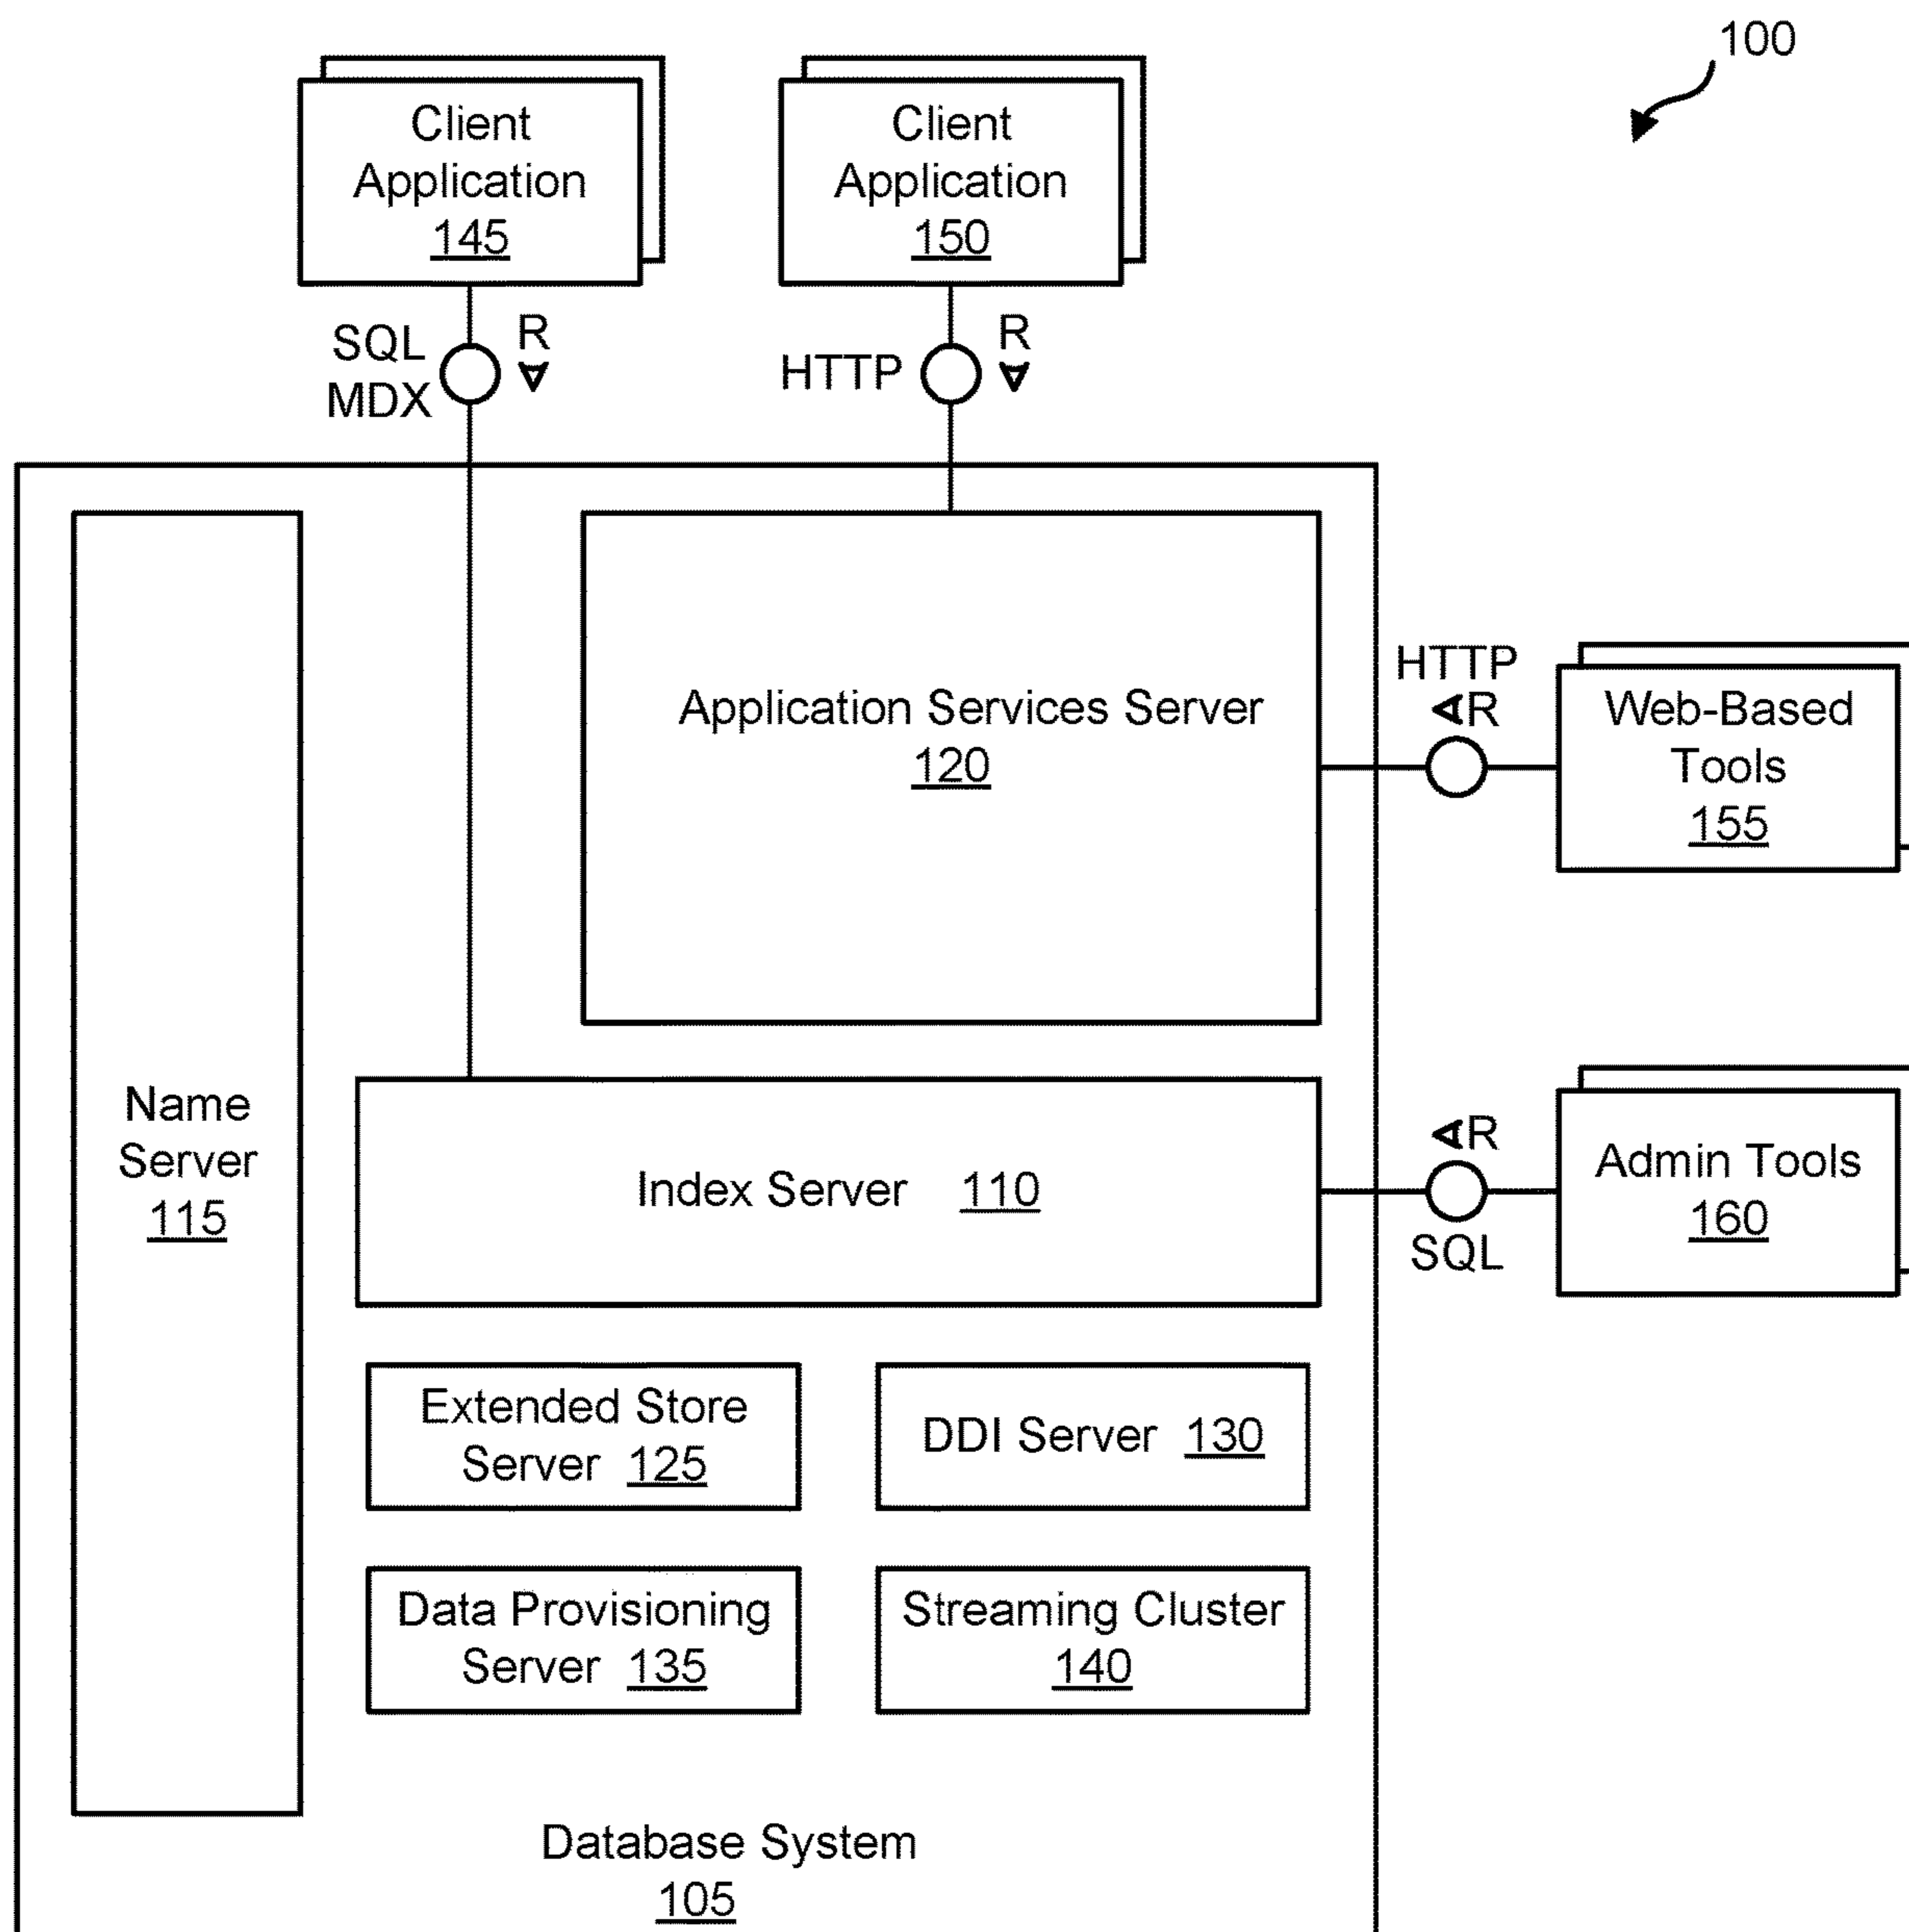 100
Client
Application
145
Client
Application
150
SQL
MDX
R
HTTP
R
Application Services Server
120
HTTP
R
Web-Based
Tools
155
Name
Server
115
Index Server 110
R
SQL
Admin Tools
160
Extended Store
Server 125
DDI Server 130
Data Provisioning
Server 135
Streaming Cluster
140
Database System
105